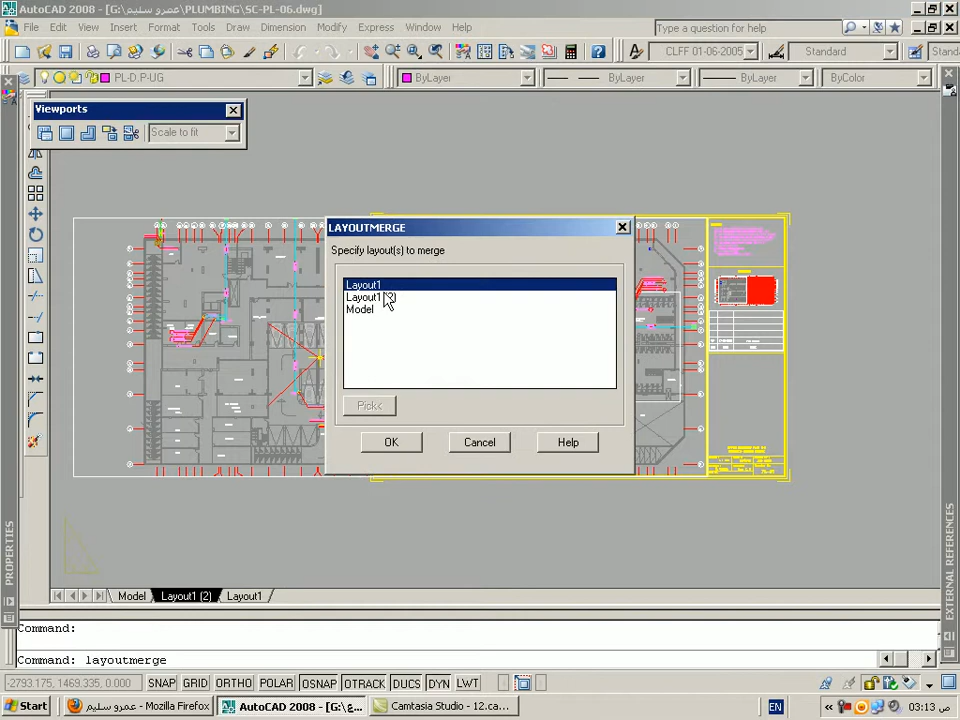 AutoCAD 2008 - [G:\عمرو سليم\PLUMBING\SC-PL-06.dwg]
File Edit View Insert Format Tools Draw Dimension Modify Express Window Help
Type a question for help
CLFF 01-06-2005 Standard
PL-D.P-UG ByLayer ByLayer ByLayer ByColor
Viewports
Scale to fit
LAYOUTMERGE
Specify layout(s) to merge
Layout1
Layout1 (2)
Model
Pick<
OK Cancel Help
PROPERTIES
EXTERNAL REFERENCES
Model Layout1 (2) Layout1
Command:
Command: layoutmerge
-2793.175, 1469.335, 0.000 SNAP GRID ORTHO POLAR OSNAP OTRACK DUCS DYN LWT
Start عمرو سليم - Mozilla Firefox AutoCAD 2008 - [G:\ع... Camtasia Studio - 12.ca... EN 03:13 ص